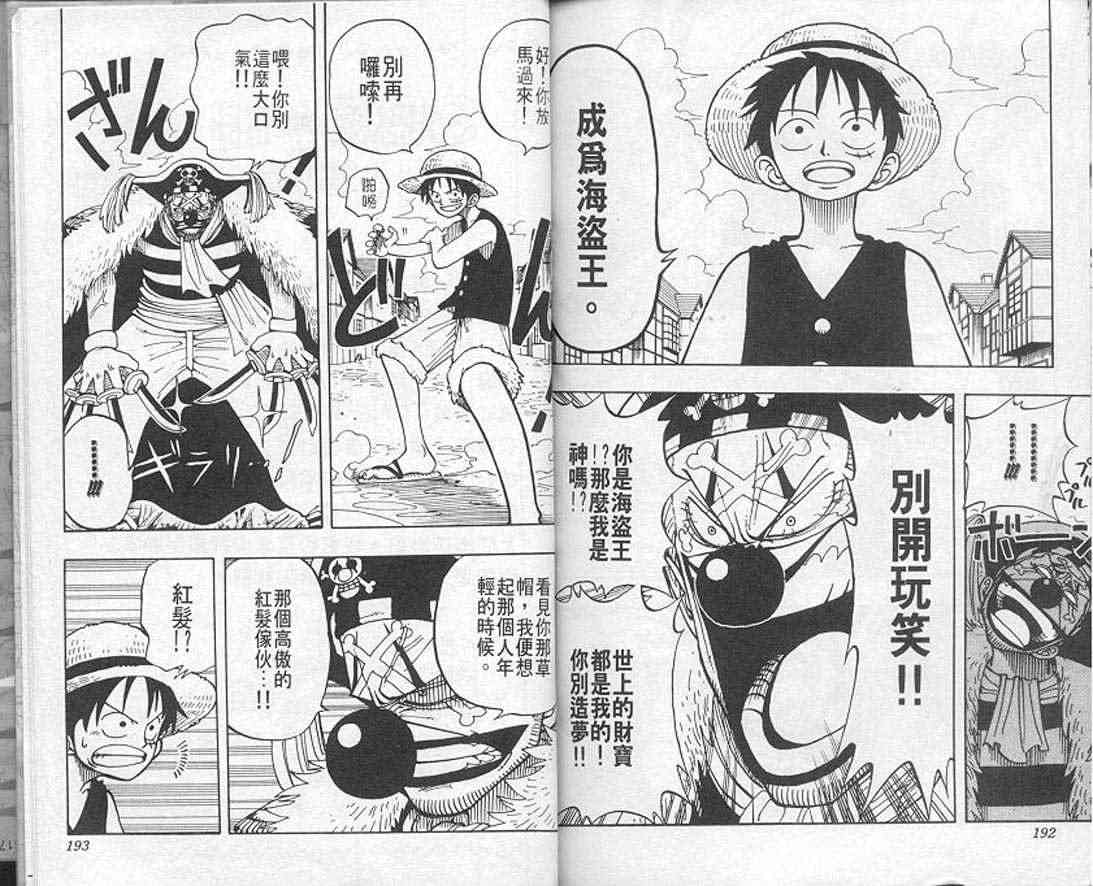 成爲海盜王。
………!!!
………
プルプル
ボーン
別開玩笑!!
你是海盜王
?!那麼我是
神嗎!?
世上的財寶
都是我的!
你別造夢!!
192
好!你放
馬過來!
別再
囉嗦!
啪嗒
どん
喂!你別
這麼大口
氣!!
ざん
!
ギラリ…
………!!!
看見你那草
帽,我便想
起那個人年
輕的時候。
那個高傲的
紅髮傢伙…!!
紅髮!?
193